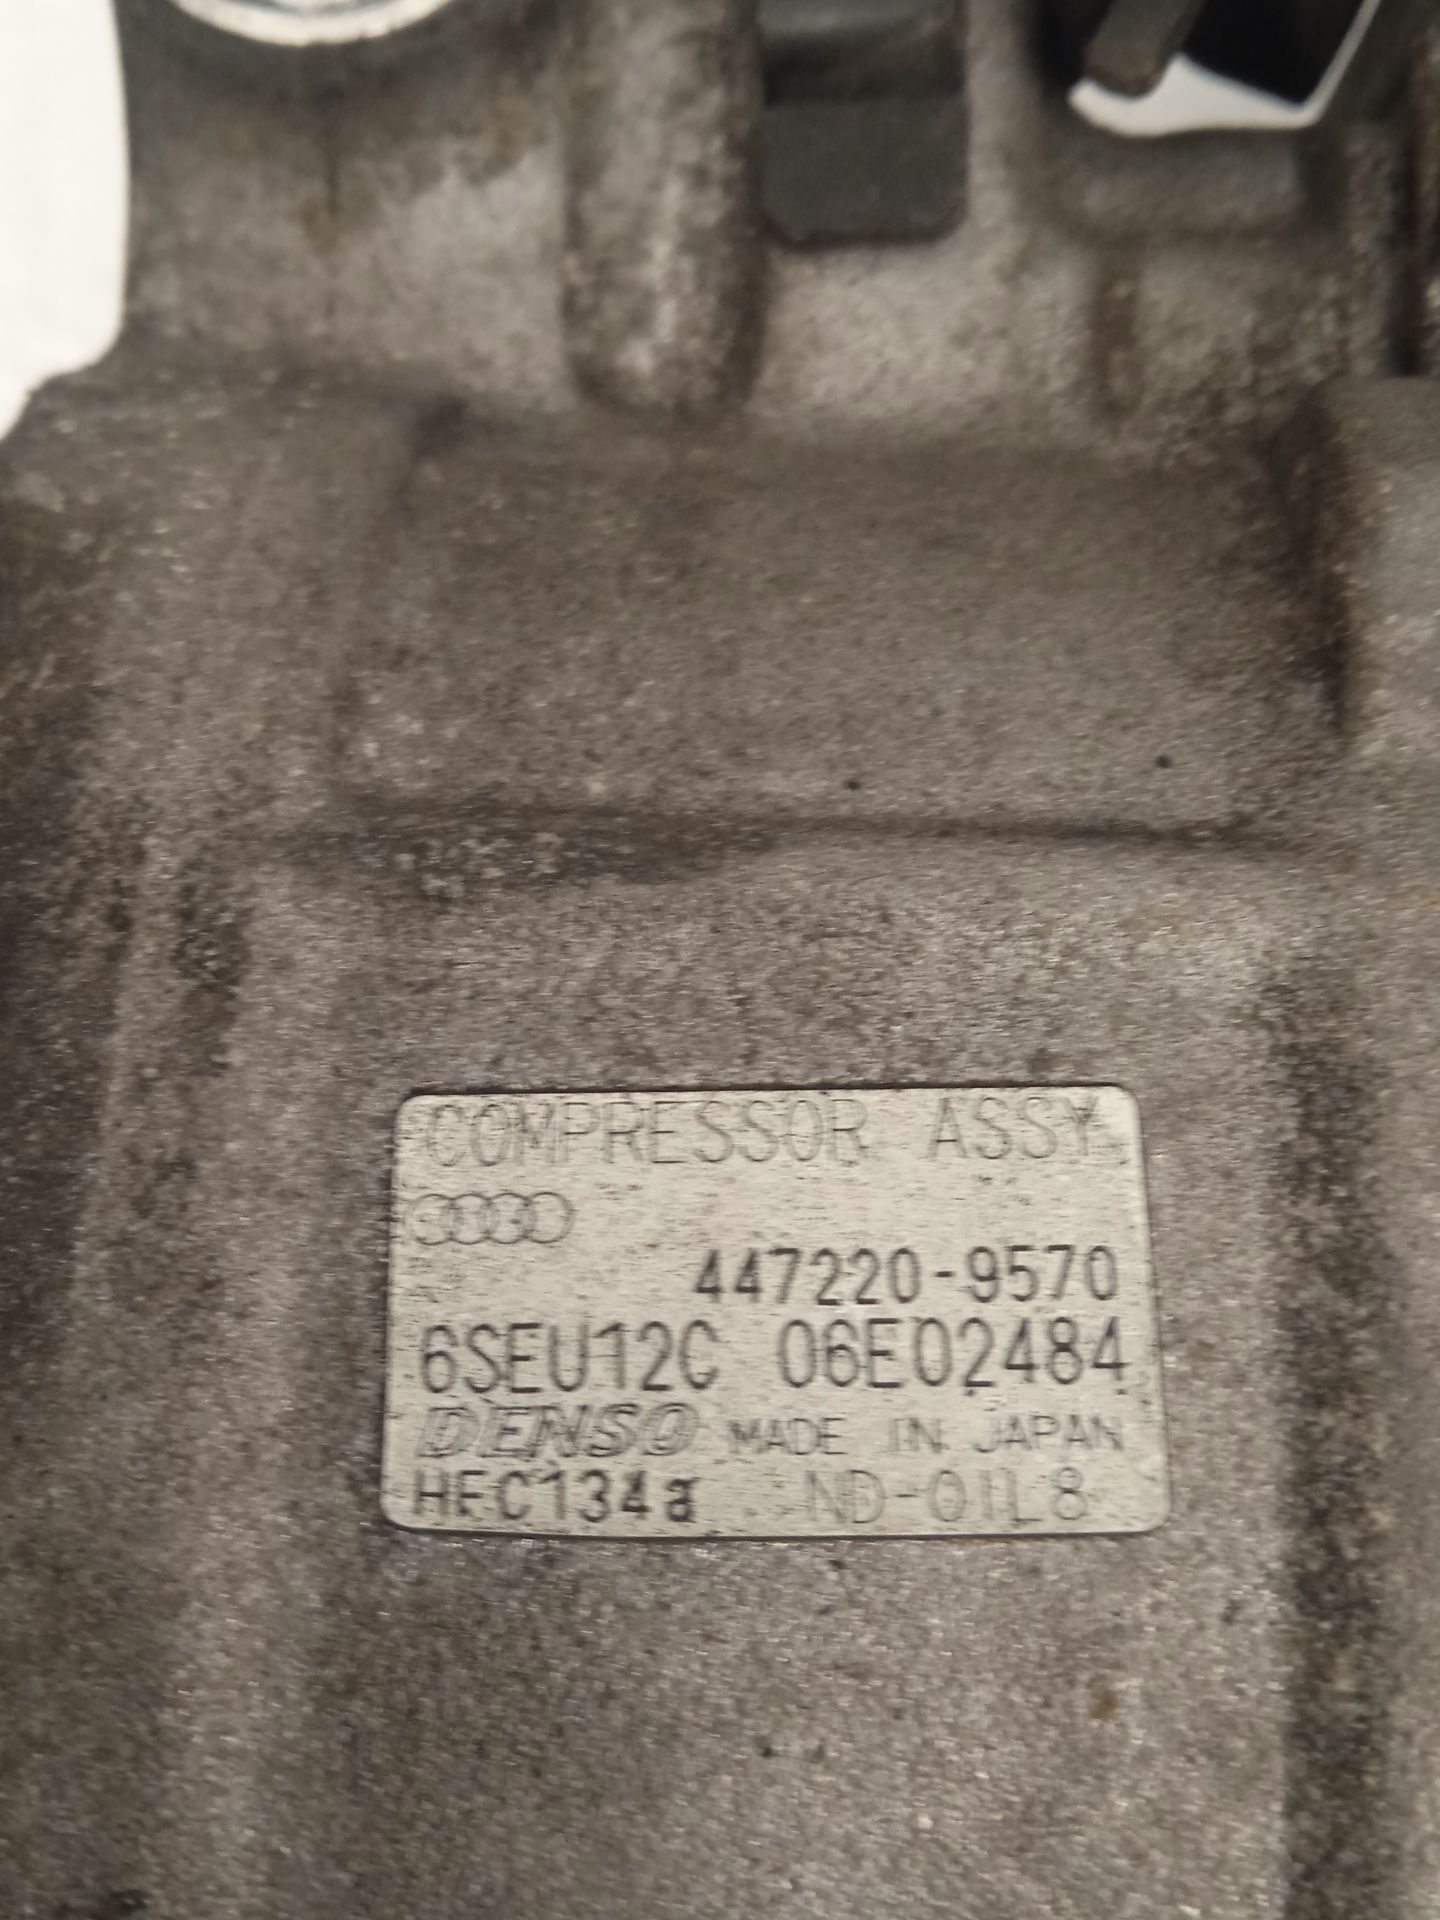 COMPRESSOR ASSY
447220-9570
6SEU12C 06E02484
DENSO MADE IN JAPAN
HFC134a ND-OIL8